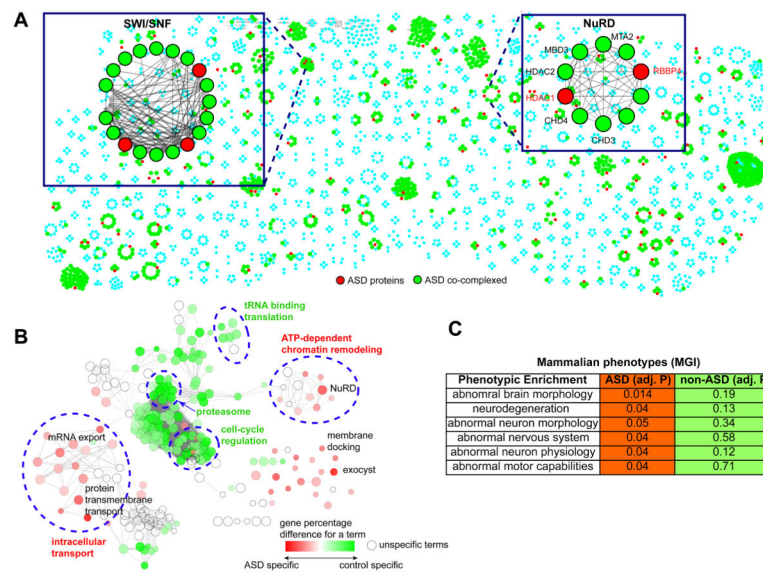 A
SWI/SNF
NuRD
MTA2
MBD3
RBBP4
HDAC2
HDAC1
CHD4
CHD3
ASD proteins
ASD co-complexed
B
tRNA binding
translation
ATP-dependent
chromatin remodeling
NuRD
proteasome
cell-cycle
regulation
mRNA export
membrane
docking
exocyst
protein
transmembrane
transport
intracellular
transport
gene percentage
difference for a term
unspecific terms
ASD specific
control specific
C
Mammalian phenotypes (MGI)
Phenotypic Enrichment ASD (adj. P) non-ASD (adj. P
abnomral brain morphology 0.014 0.19
neurodegeneration 0.04 0.13
abnormal neuron morphology 0.05 0.34
abnormal nervous system 0.04 0.58
abnormal neuron physiology 0.04 0.12
abnormal motor capabilities 0.04 0.71